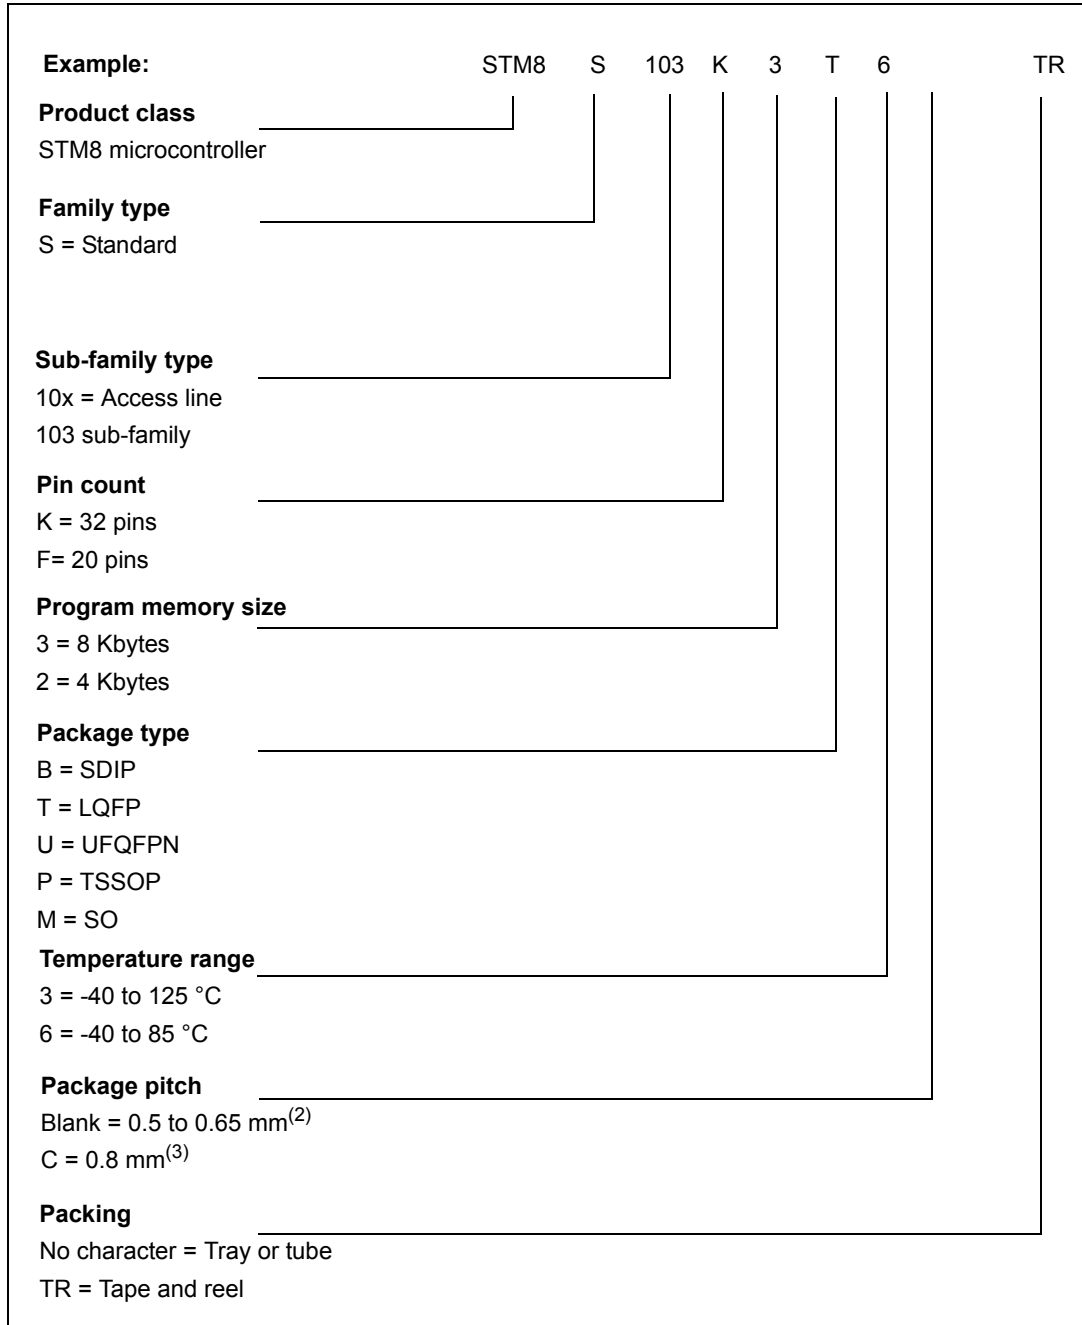 Example: STM8 S 103 K 3 T 6 TR
Product class
STM8 microcontroller
Family type
S = Standard
Sub-family type
10x = Access line
103 sub-family
Pin count
K = 32 pins
F= 20 pins
Program memory size
3 = 8 Kbytes
2 = 4 Kbytes
Package type
B = SDIP
T = LQFP
U = UFQFPN
P = TSSOP
M = SO
Temperature range
3 = -40 to 125 °C
6 = -40 to 85 °C
Package pitch
Blank = 0.5 to 0.65 mm(2)
C = 0.8 mm(3)
Packing
No character = Tray or tube
TR = Tape and reel